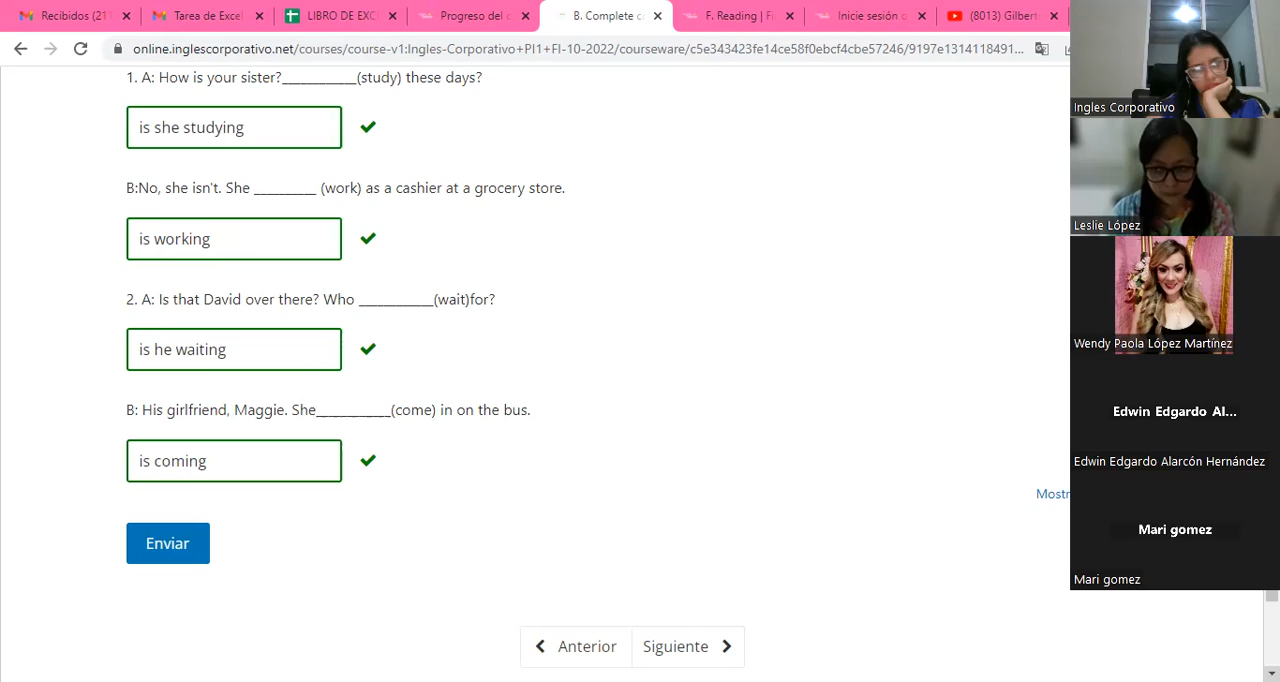 Recibidos (21
Tarea de Exce
LIBRO DE EXC
Progreso del
B. Complete c
F. Reading | Fi
Inicie sesión o
(8013) Gilbert
online.inglescorporativo.net/courses/course-v1:Ingles-Corporativo+PI1+FI-10-2022/courseware/c5e343423fe14ce58f0ebcf4cbe57246/9197e1314118491...
1. A: How is your sister?___________(study) these days?
is she studying
B:No, she isn't. She _________ (work) as a cashier at a grocery store.
is working
2. A: Is that David over there? Who ___________(wait)for?
is he waiting
B: His girlfriend, Maggie. She___________(come) in on the bus.
is coming
Mostr
Enviar
Anterior
Siguiente
Ingles Corporativo
Leslie López
Wendy Paola López Martínez
Edwin Edgardo Al...
Edwin Edgardo Alarcón Hernández
Mari gomez
Mari gomez